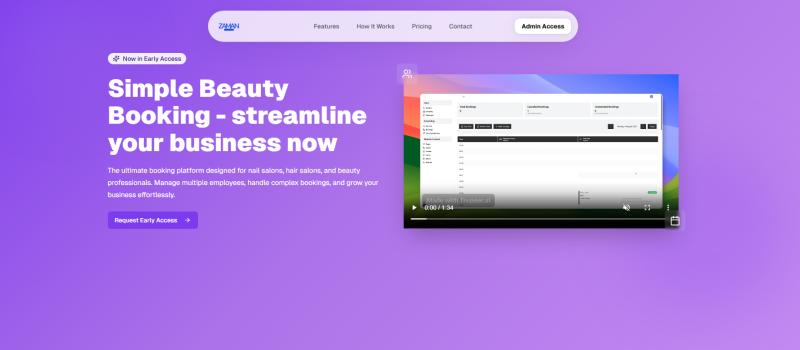 ZAMAN
Features
How It Works
Pricing
Contact
Admin Access
Now in Early Access
Simple Beauty
Booking - streamline
your business now
The ultimate booking platform designed for nail salons, hair salons, and beauty
professionals. Manage multiple employees, handle complex bookings, and grow your
business effortlessly.
Request Early Access
Made with Trupeer.ai
0:00 / 1:34